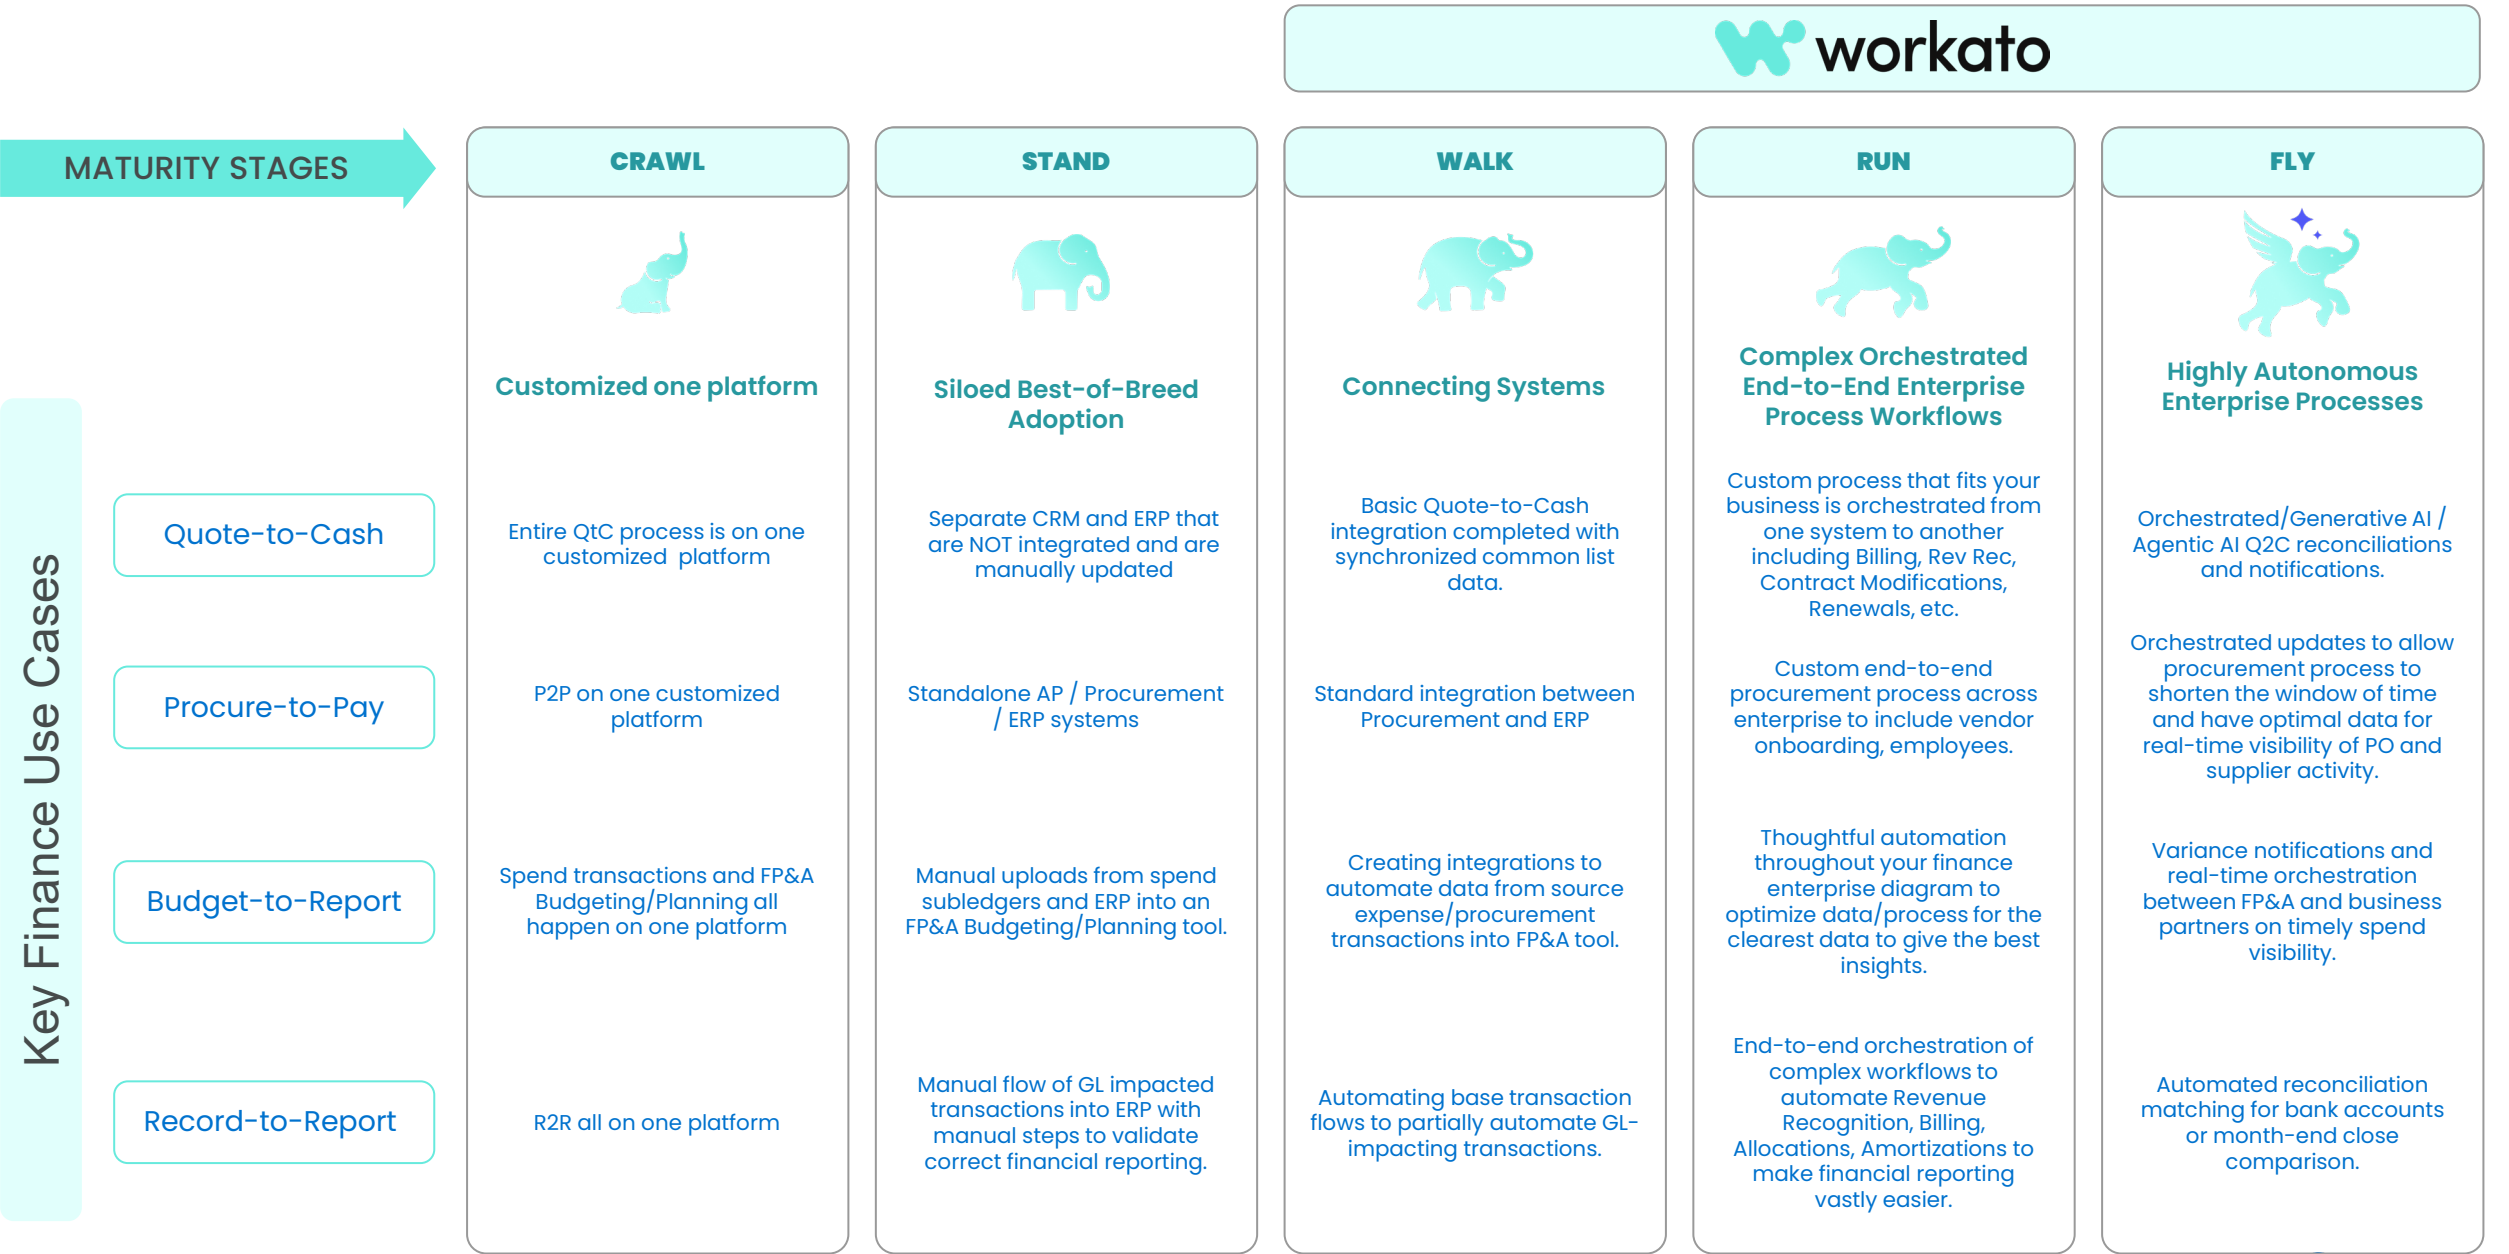 workato
MATURITY STAGES
CRAWL
STAND
WALK
RUN
FLY
Customized one platform
Siloed Best-of-Breed
Adoption
Connecting Systems
Complex Orchestrated
End-to-End Enterprise
Process Workflows
Highly Autonomous
Enterprise Processes
Key Finance Use Cases
Quote-to-Cash
Entire QtC process is on one
customized  platform
Separate CRM and ERP that
are NOT integrated and are
manually updated
Basic Quote-to-Cash
integration completed with
synchronized common list
data.
Custom process that fits your
business is orchestrated from
one system to another
including Billing, Rev Rec,
Contract Modifications,
Renewals, etc.
Orchestrated/Generative AI /
Agentic AI Q2C reconciliations
and notifications.
Procure-to-Pay
P2P on one customized
platform
Standalone AP / Procurement
/ ERP systems
Standard integration between
Procurement and ERP
Custom end-to-end
procurement process across
enterprise to include vendor
onboarding, employees.
Orchestrated updates to allow
procurement process to
shorten the window of time
and have optimal data for
real-time visibility of PO and
supplier activity.
Budget-to-Report
Spend transactions and FP&A
Budgeting/Planning all
happen on one platform
Manual uploads from spend
subledgers and ERP into an
FP&A Budgeting/Planning tool.
Creating integrations to
automate data from source
expense/procurement
transactions into FP&A tool.
Thoughtful automation
throughout your finance
enterprise diagram to
optimize data/process for the
clearest data to give the best
insights.
Variance notifications and
real-time orchestration
between FP&A and business
partners on timely spend
visibility.
Record-to-Report
R2R all on one platform
Manual flow of GL impacted
transactions into ERP with
manual steps to validate
correct financial reporting.
Automating base transaction
flows to partially automate GL-
impacting transactions.
End-to-end orchestration of
complex workflows to
automate Revenue
Recognition, Billing,
Allocations, Amortizations to
make financial reporting
vastly easier.
Automated reconciliation
matching for bank accounts
or month-end close
comparison.